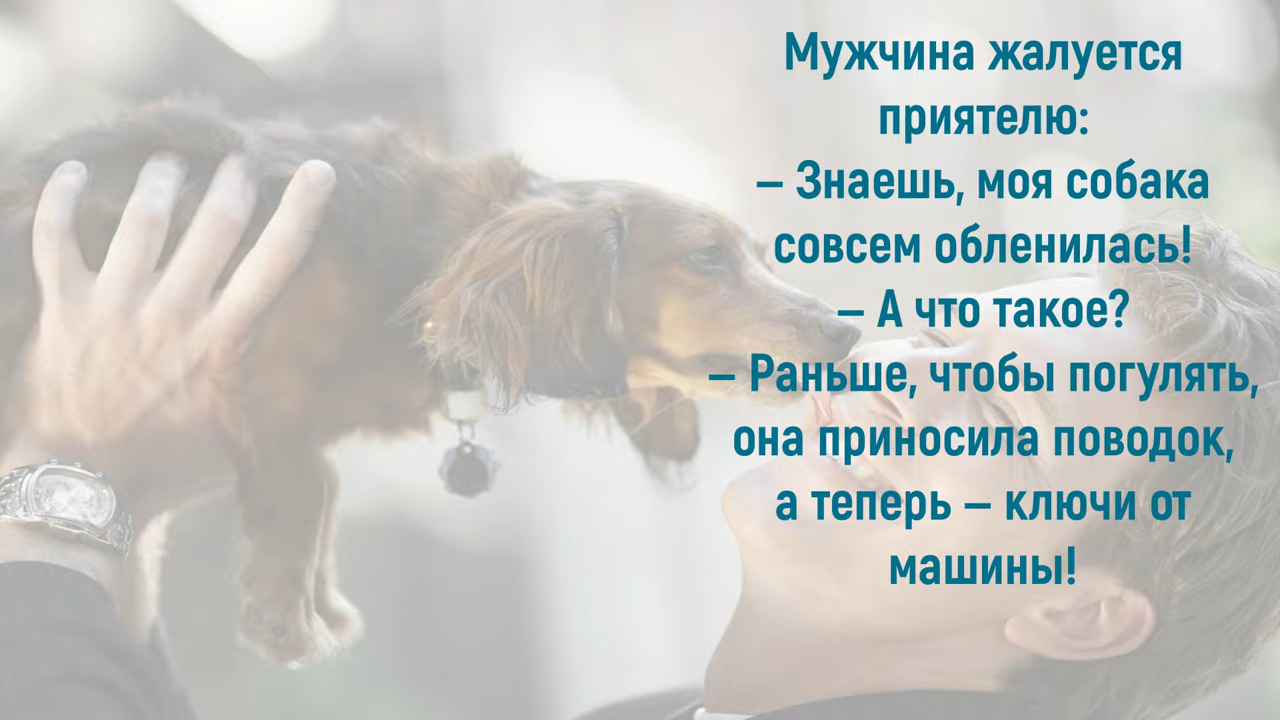 Мужчина жалуется
приятелю:
– Знаешь, моя собака
совсем обленилась!
– А что такое?
– Раньше, чтобы погулять,
она приносила поводок,
а теперь – ключи от
машины!